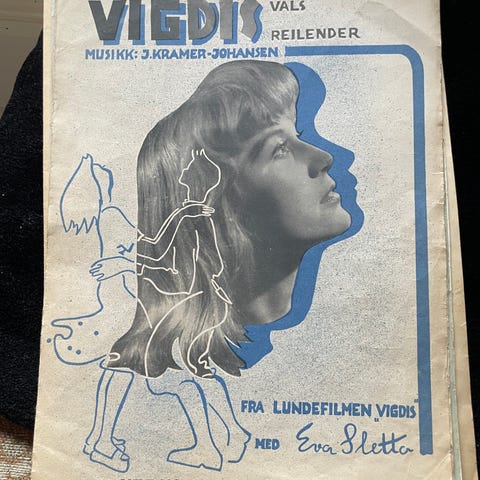 VIGDIS
VALS
REILENDER
MUSIKK: J. KRAMER-JOHANSEN
FRA LUNDEFILMEN „VIGDIS"
MED Eva Sletta